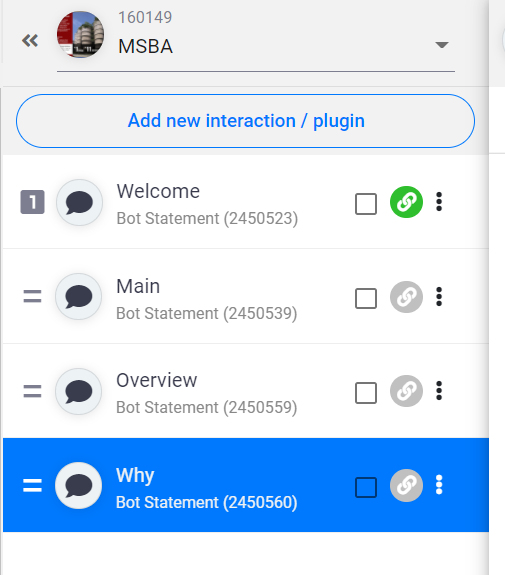 160149
MSBA
Add new interaction / plugin
1
Welcome
Bot Statement (2450523)
Main
Bot Statement (2450539)
Overview
Bot Statement (2450559)
Why
Bot Statement (2450560)